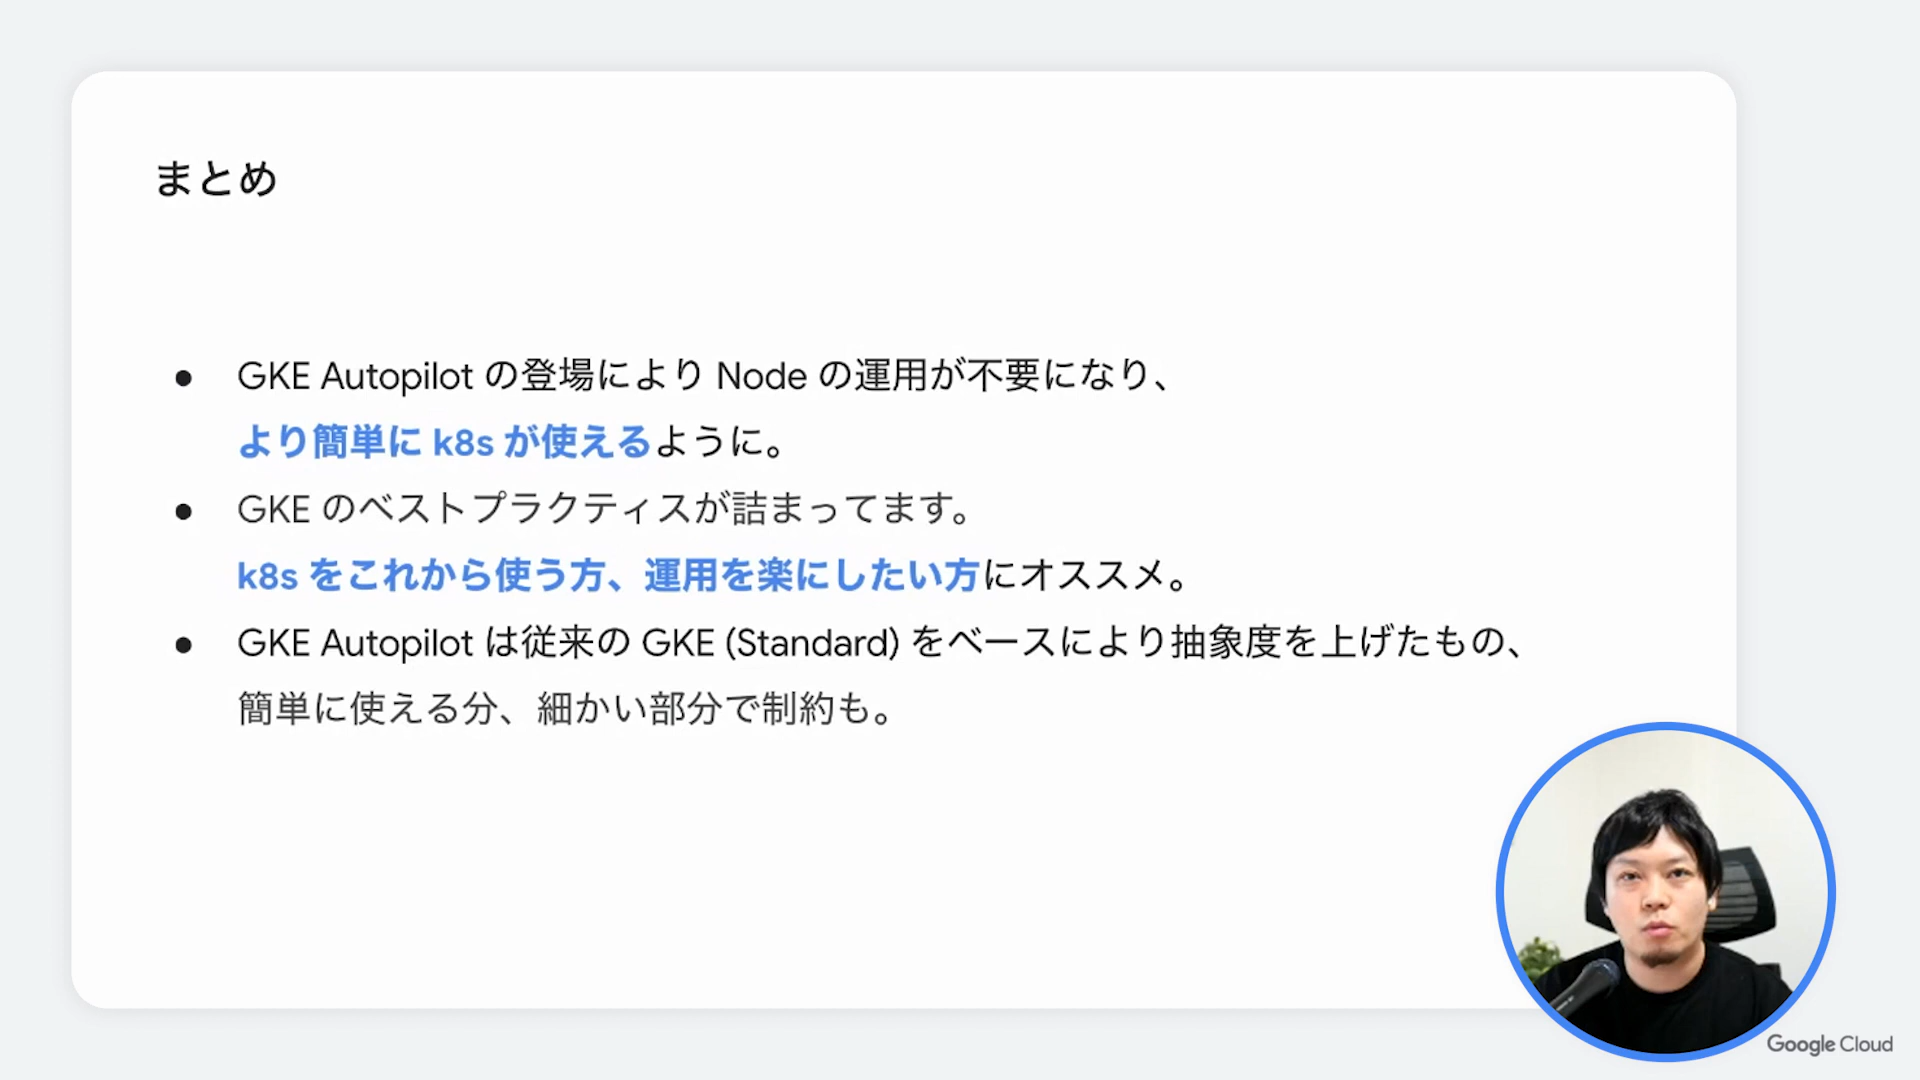 まとめ
● GKE Autopilot の登場により Node の運用が不要になり、
より簡単に k8s が使えるように。
● GKE のベストプラクティスが詰まってます。
k8s をこれから使う方、運用を楽にしたい方にオススメ。
● GKE Autopilot は従来の GKE (Standard) をベースにより抽象度を上げたもの、
簡単に使える分、細かい部分で制約も。
Google Cloud